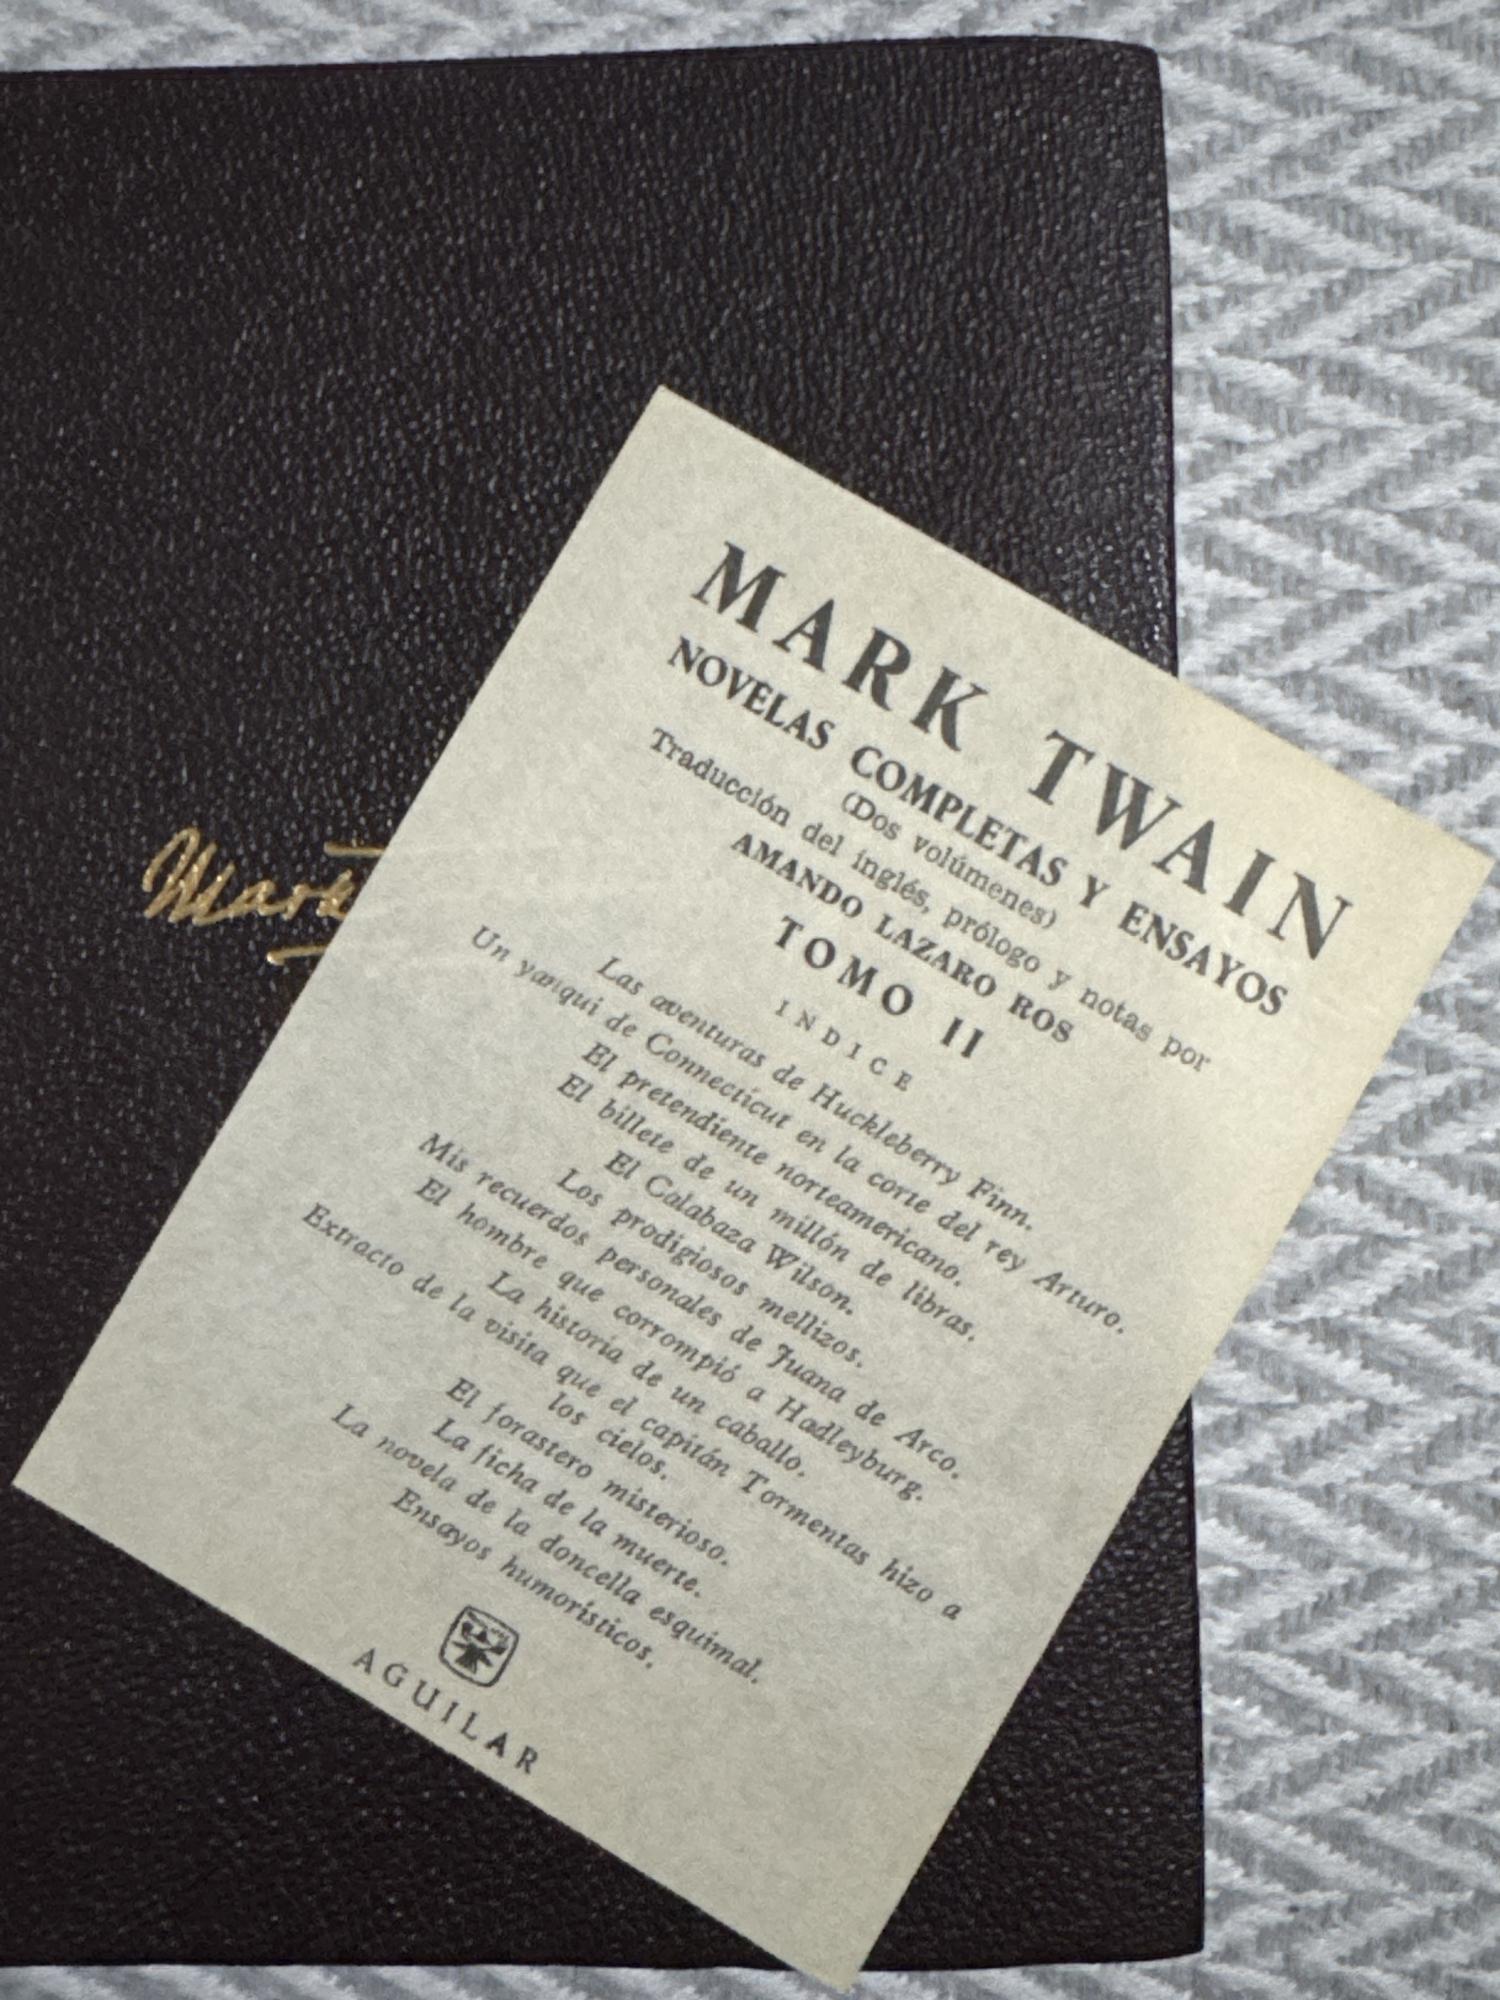 Mark
MARK TWAIN
NOVELAS COMPLETAS Y ENSAYOS
(Dos volúmenes)
Traducción del inglés, prólogo y notas por
AMANDO LAZARO ROS
TOMO II
INDICE
Las aventuras de Huckleberry Finn.
Un yanqui de Connecticut en la corte del rey Arturo.
El pretendiente norteamericano.
El billete de un millón de libras.
El Calabaza Wilson.
Los prodigiosos mellizos.
Mis recuerdos personales de Juana de Arco.
El hombre que corrompió a Hadleyburg.
La historia de un caballo.
Extracto de la visita que el capitán Tormentas hizo a
los cielos.
El forastero misterioso.
La ficha de la muerte.
La novela de la doncella esquimal.
Ensayos humorísticos.
AGUILAR